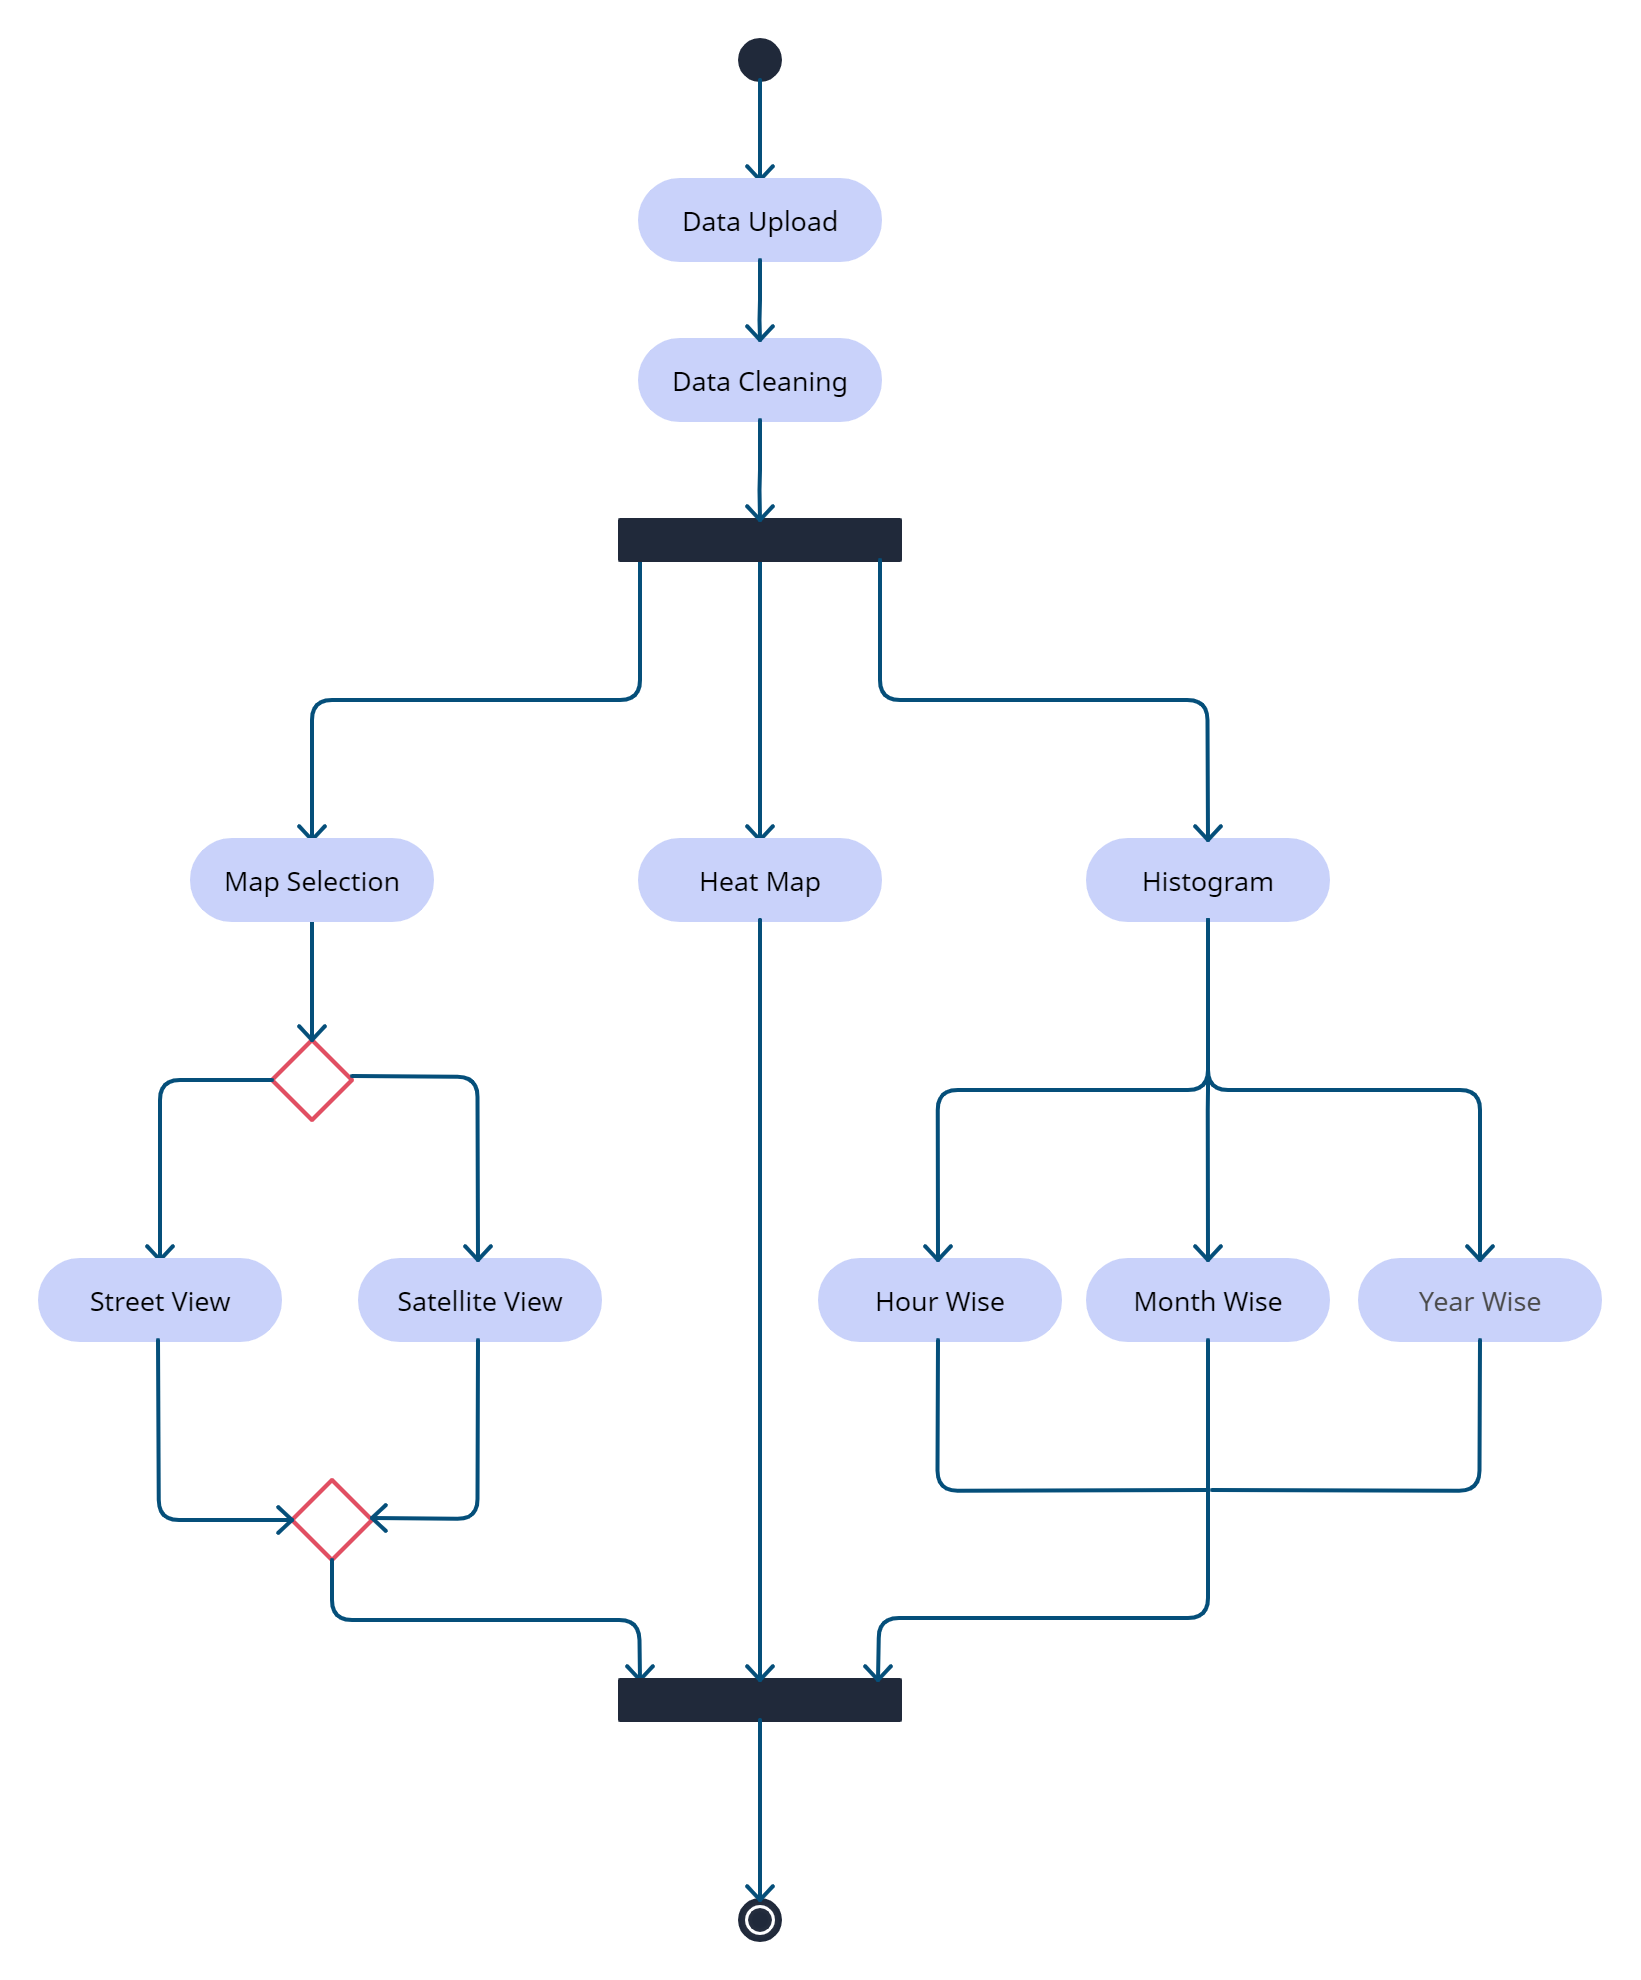 Data Upload
Data Cleaning
Map Selection
Heat Map
Histogram
Street View
Satellite View
Hour Wise
Month Wise
Year Wise